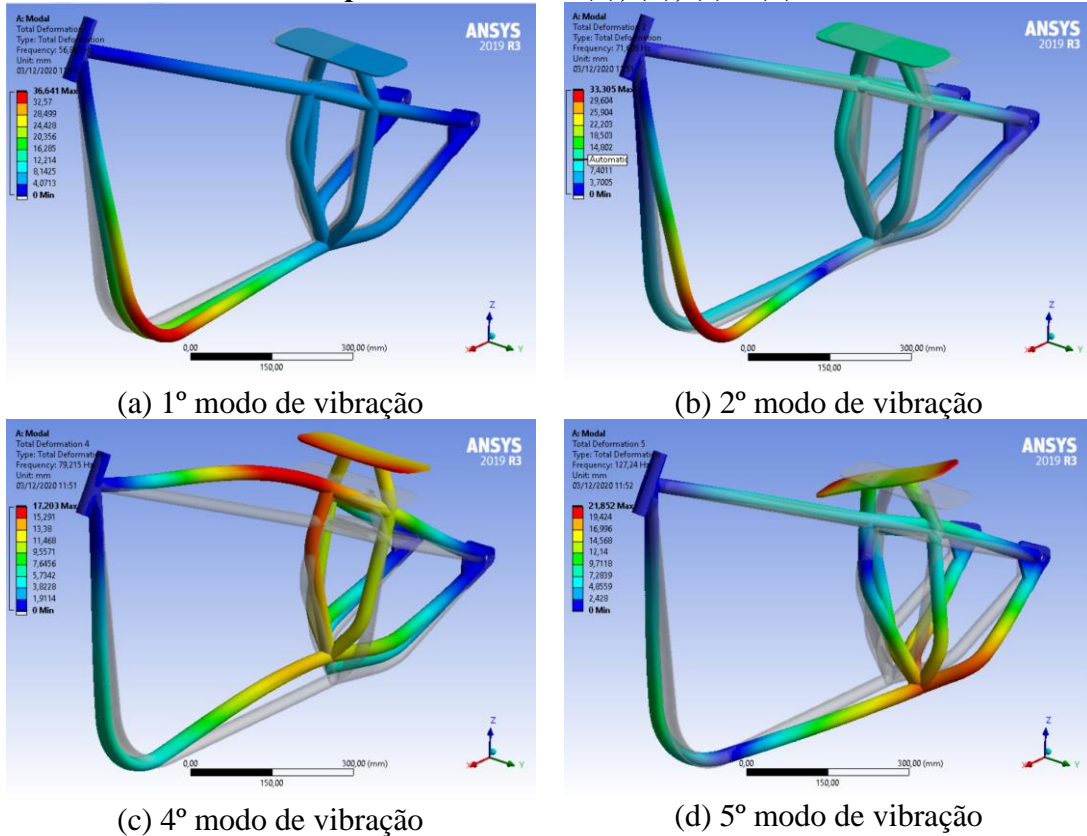 A: Modal
Total Deformation
Type: Total Deformation
Unit: mm
03/12/2020
36,641 Max
32,57
28,499
24,428
20,356
16,285
12,214
8,1425
4,0713
0 Min
ANSYS
2019 R3
Z
X
Y
0,00
300,00 (mm)
150,00
A: Modal
Total Deformation
Type: Total Deformation
Unit: mm
03/12/2020
33,305 Max
29,604
25,904
22,203
18,503
14,802
Automatic
7,4011
3,7005
0 Min
ANSYS
2019 R3
Z
X
Y
0,00
300,00 (mm)
150,00
(a) 1º modo de vibração
(b) 2º modo de vibração
A: Modal
Total Deformation 4
Type: Total Deformation
Frequency: 79,215 Hz
Unit: mm
03/12/2020 11:51
17,203 Max
15,291
13,38
11,468
9,5571
7,6456
5,7342
3,8228
1,9114
0 Min
ANSYS
2019 R3
Z
X
Y
0,00
300,00 (mm)
150,00
A: Modal
Total Deformation 5
Type: Total Deformation
Frequency: 127,24 Hz
Unit: mm
03/12/2020 11:52
21,852 Max
19,424
16,996
14,568
12,14
9,7118
7,2839
4,8559
2,428
0 Min
ANSYS
2019 R3
Z
X
Y
0,00
300,00 (mm)
150,00
(c) 4º modo de vibração
(d) 5º modo de vibração